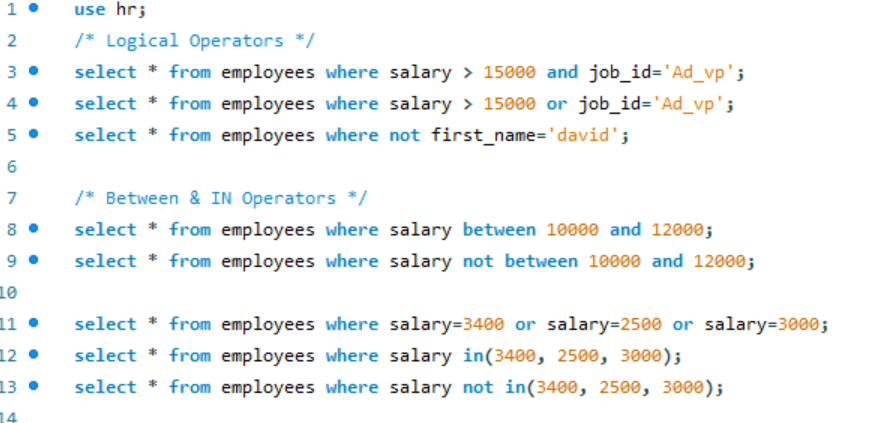 1 use hr;
2 /* Logical Operators */
3 select * from employees where salary > 15000 and job_id='Ad_vp';
4 select * from employees where salary > 15000 or job_id='Ad_vp';
5 select * from employees where not first_name='david';
6
7 /* Between & IN Operators */
8 select * from employees where salary between 10000 and 12000;
9 select * from employees where salary not between 10000 and 12000;
10
11 select * from employees where salary=3400 or salary=2500 or salary=3000;
12 select * from employees where salary in(3400, 2500, 3000);
13 select * from employees where salary not in(3400, 2500, 3000);
14